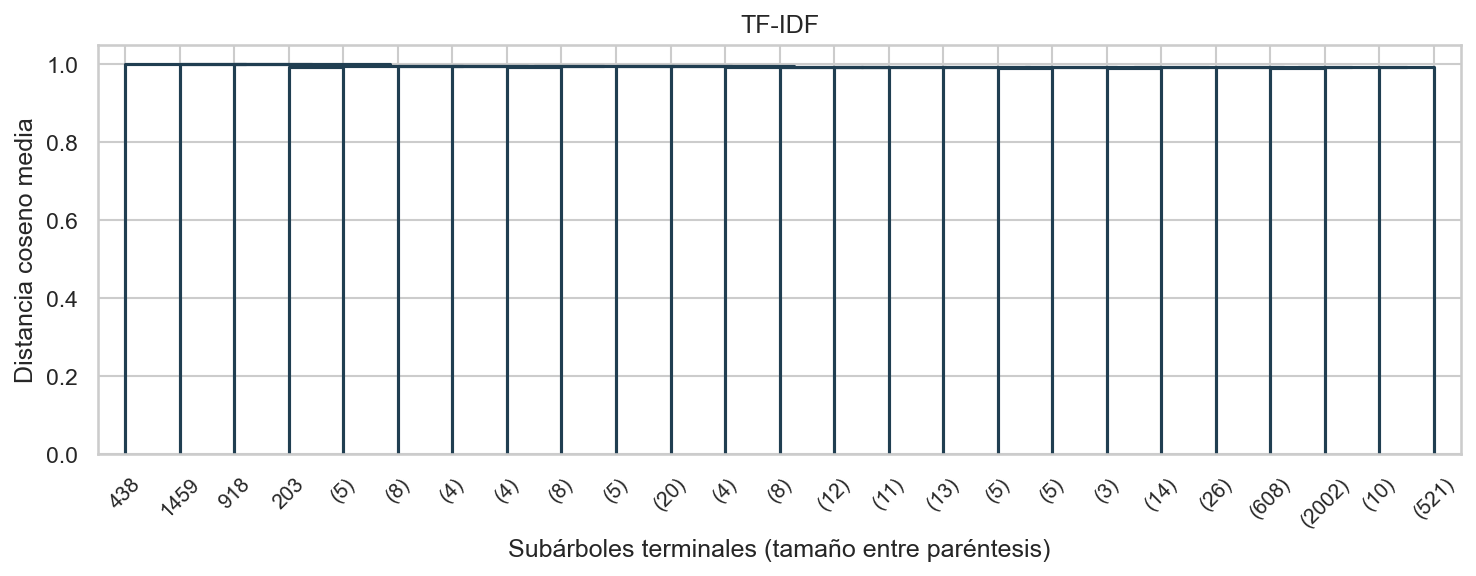 TF-IDF
Distancia coseno media
1.0
0.8
0.6
0.4
0.2
0.0
438 1459 918 203 (5) (8) (4) (4) (8) (5) (20) (4) (8) (12) (11) (13) (5) (5) (3) (14) (26) (608) (2002) (10) (521)
Subárboles terminales (tamaño entre paréntesis)